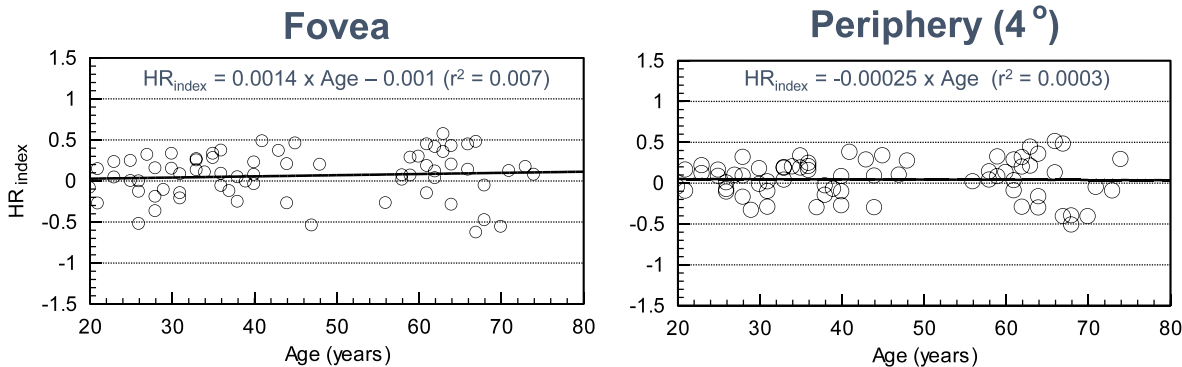 Fovea
HRindex = 0.0014 x Age – 0.001 (r² = 0.007)
1.5
1
0.5
0
-0.5
-1
-1.5
HR index
20 30 40 50 60 70 80
Age (years)
Periphery (4°)
HRindex = -0.00025 x Age (r² = 0.0003)
1.5
1
0.5
0
-0.5
-1
-1.5
20 30 40 50 60 70 80
Age (years)